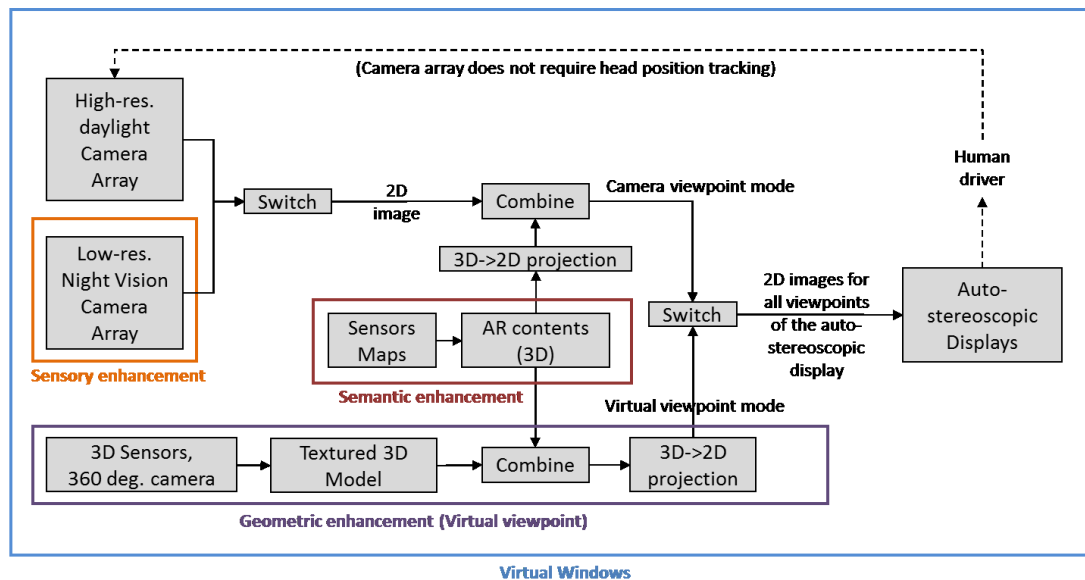 (Camera array does not require head position tracking)
High-res.
daylight
Camera
Array
Human
driver
Switch
2D
image
Combine
Camera viewpoint mode
Low-res.
Night Vision
Camera
Array
3D->2D projection
2D images for
all viewpoints
of the auto-
stereoscopic
display
Auto-
stereoscopic
Displays
Switch
Sensors
Maps
AR contents
(3D)
Sensory enhancement
Semantic enhancement
Virtual viewpoint mode
3D Sensors,
360 deg. camera
Textured 3D
Model
Combine
3D->2D
projection
Geometric enhancement (Virtual viewpoint)
Virtual Windows